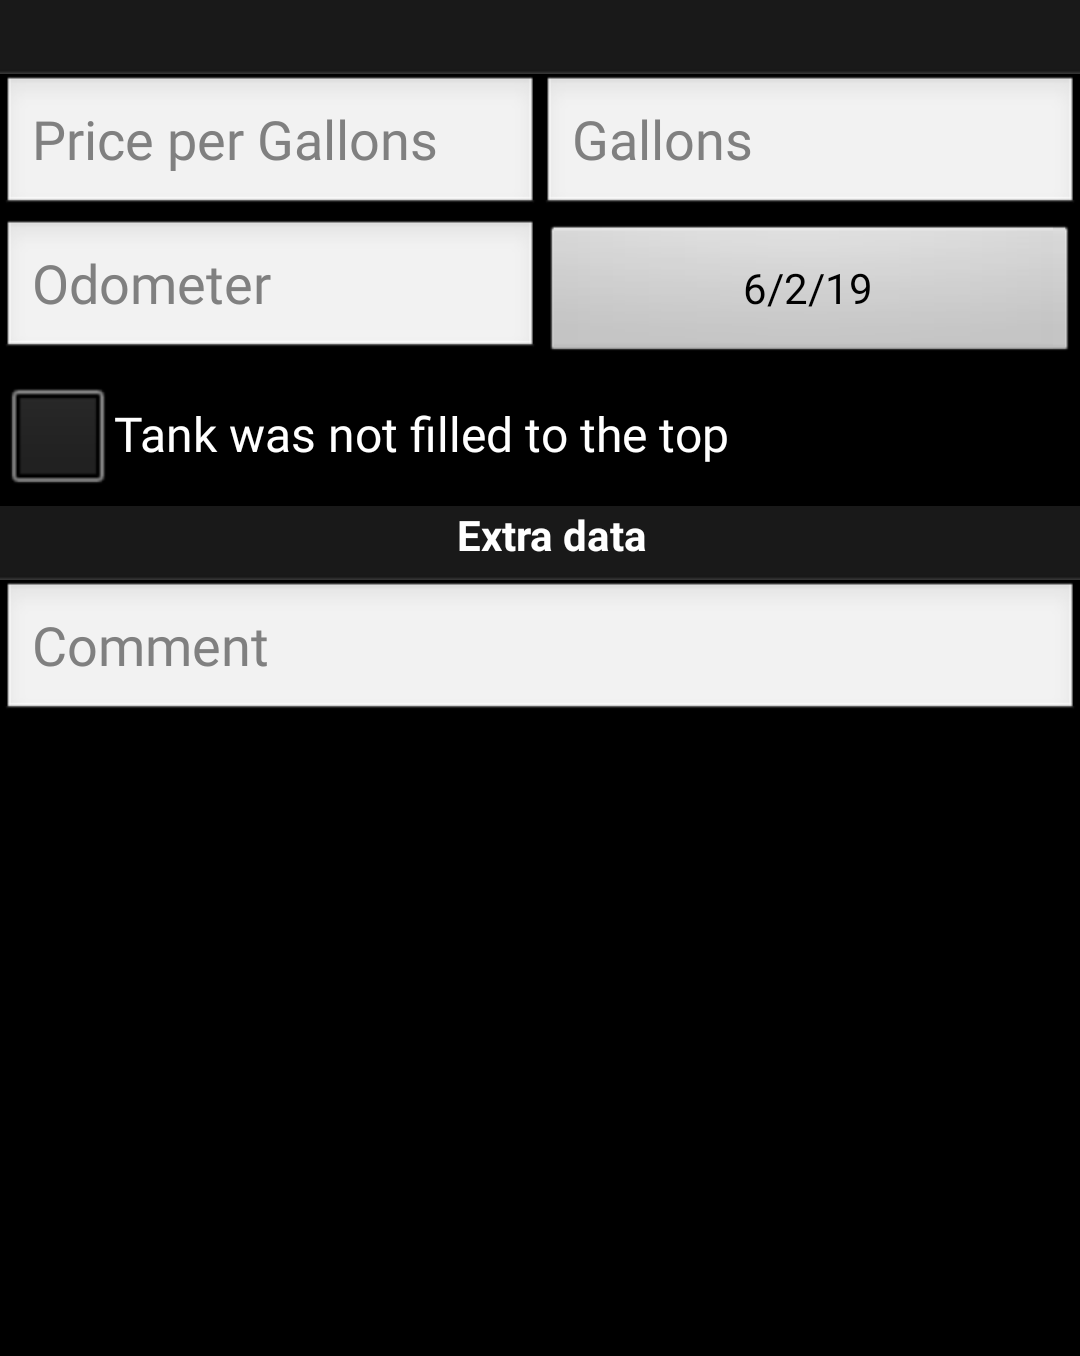 Price per Gallons
Gallons
Odometer
6/2/19
Tank was not filled to the top
Extra data
Comment